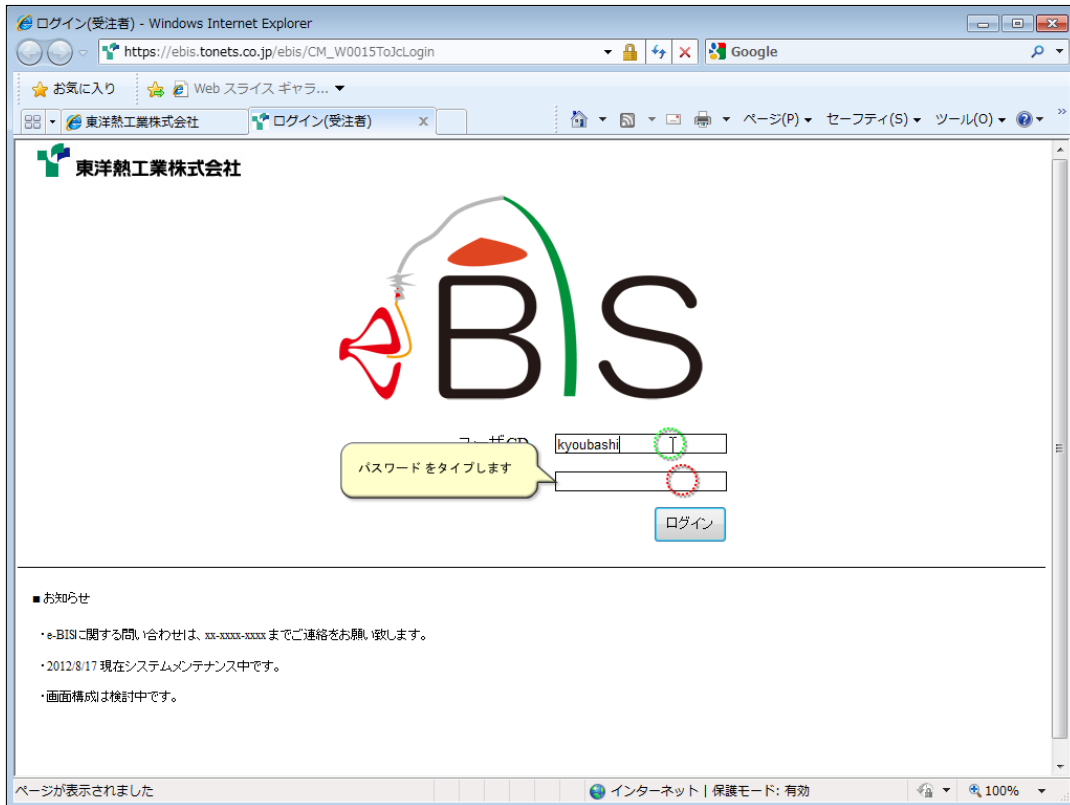 ログイン(受注者) - Windows Internet Explorer
https://ebis.tonets.co.jp/ebis/CM_W0015ToJcLogin
Google
お気に入り
Web スライス ギャラ...
東洋熱工業株式会社
ログイン(受注者)
ページ(P)
セーフティ(S)
ツール(O)
東洋熱工業株式会社
eBIS
kyoubashi
パスワード をタイプします
ログイン
■お知らせ
・e-BISに関する問い合わせは、xx-xxxx-xxxx までご連絡をお願い致します。
・2012/8/17 現在システムメンテナンス中です。
・画面構成は検討中です。
ページが表示されました
インターネット | 保護モード: 有効
100%